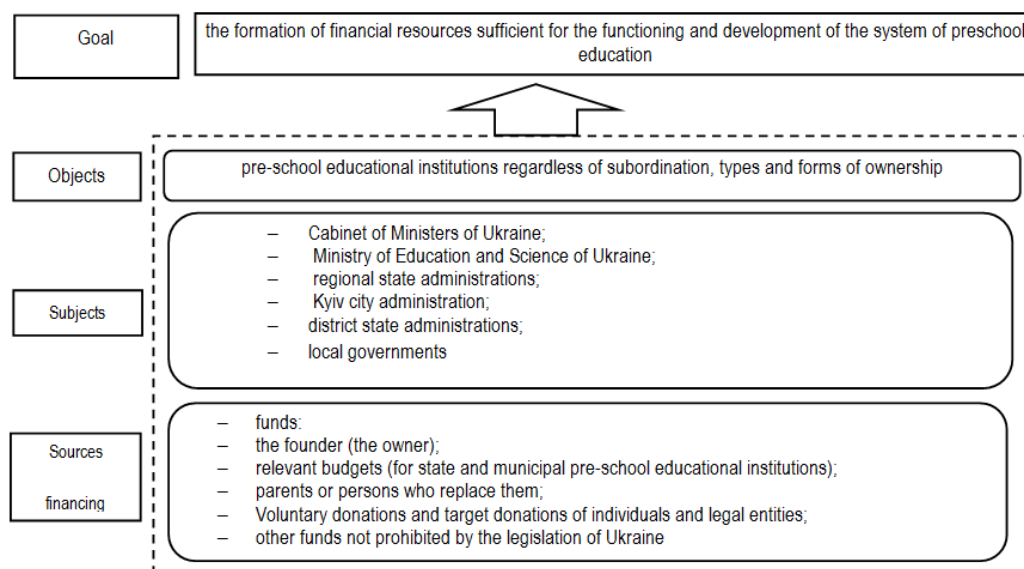 Goal
the formation of financial resources sufficient for the functioning and development of the system of preschool
education
Objects
pre-school educational institutions regardless of subordination, types and forms of ownership
Subjects
– Cabinet of Ministers of Ukraine;
– Ministry of Education and Science of Ukraine;
– regional state administrations;
– Kyiv city administration;
– district state administrations;
– local governments
Sources
financing
– funds:
– the founder (the owner);
– relevant budgets (for state and municipal pre-school educational institutions);
– parents or persons who replace them;
– Voluntary donations and target donations of individuals and legal entities;
– other funds not prohibited by the legislation of Ukraine